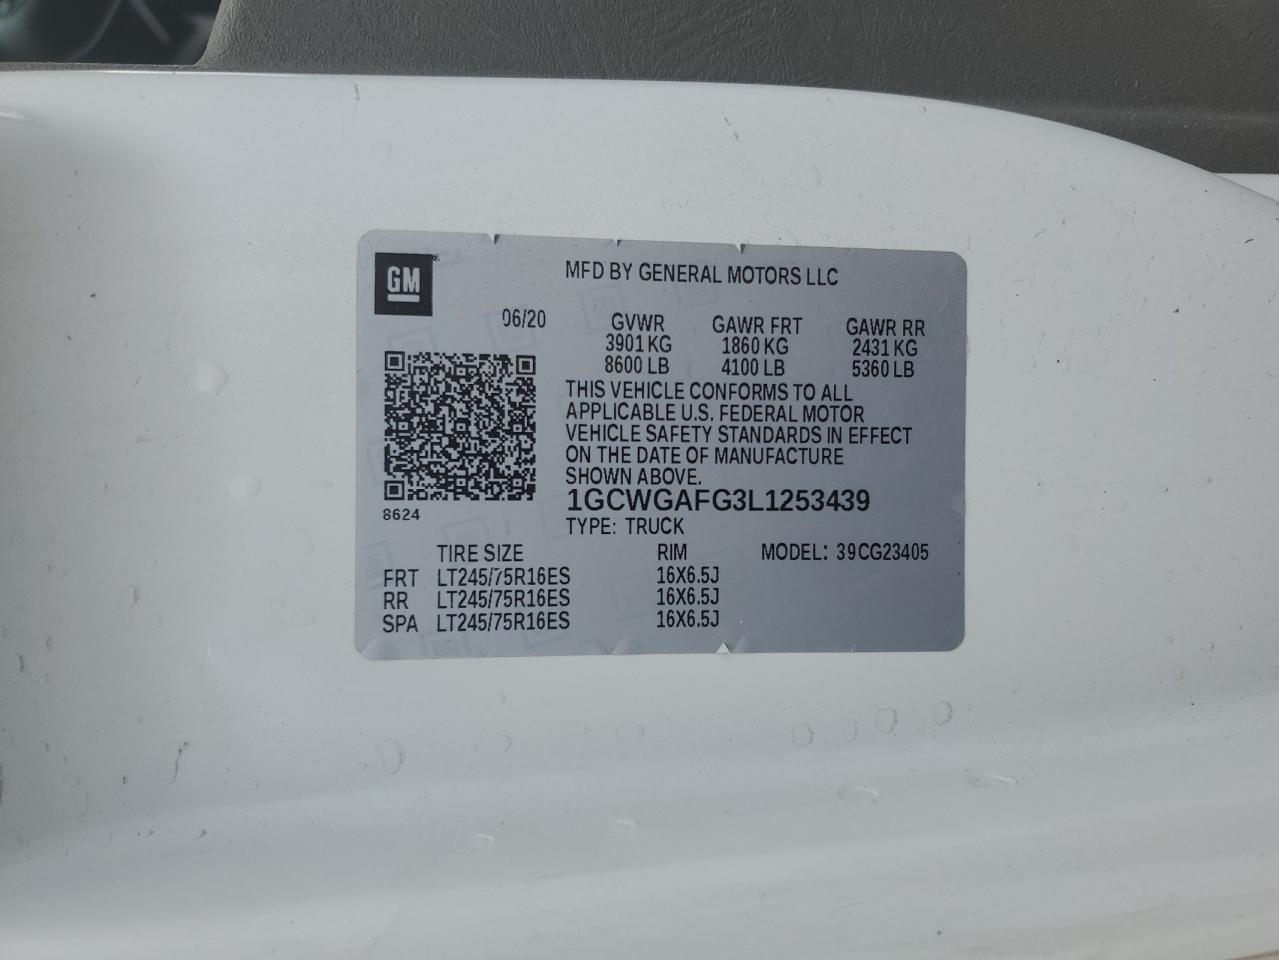 GM
MFD BY GENERAL MOTORS LLC
06/20 GVWR GAWR FRT GAWR RR
3901 KG 1860 KG 2431 KG
8600 LB 4100 LB 5360 LB
THIS VEHICLE CONFORMS TO ALL
APPLICABLE U.S. FEDERAL MOTOR
VEHICLE SAFETY STANDARDS IN EFFECT
ON THE DATE OF MANUFACTURE
SHOWN ABOVE.
1GCWGAFG3L1253439
8624
TYPE: TRUCK
TIRE SIZE RIM MODEL: 39CG23405
FRT LT245/75R16ES 16X6.5J
RR LT245/75R16ES 16X6.5J
SPA LT245/75R16ES 16X6.5J